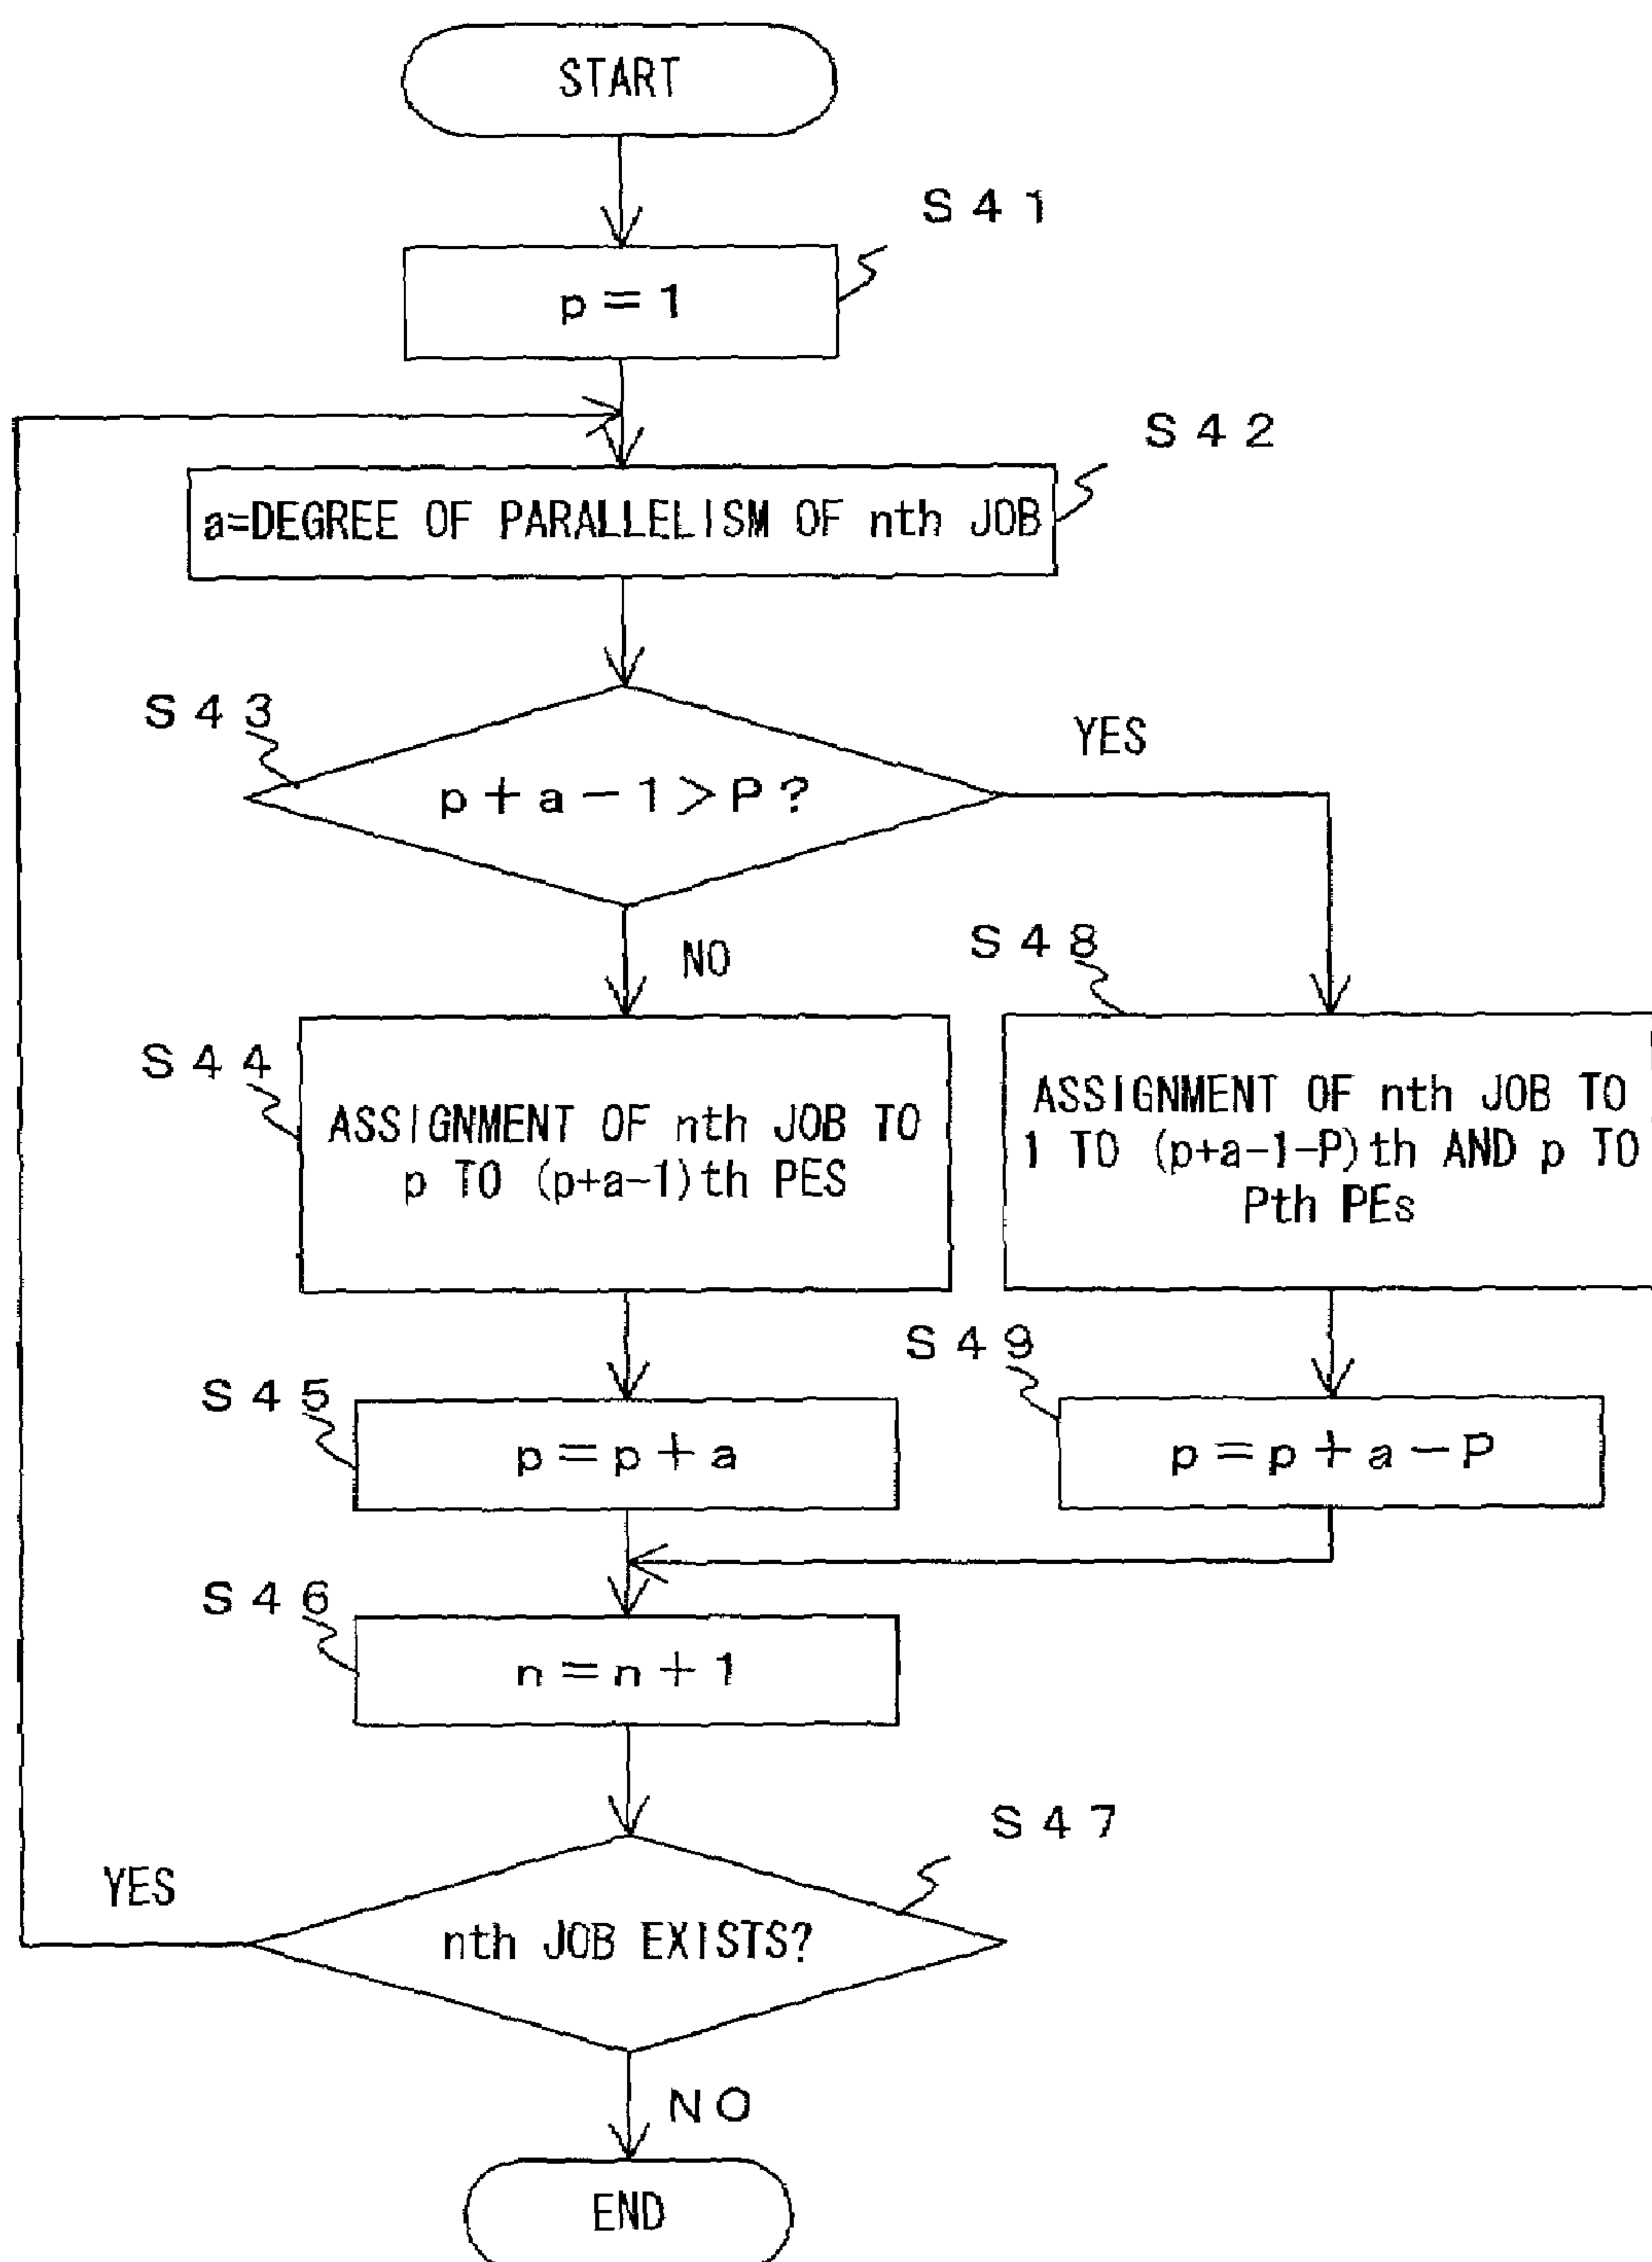 START
S41
p=1
S42
a=DEGREE OF PARALLELISM OF nth JOB
S43
p+a-1>P?
YES
NO
S44
ASSIGNMENT OF nth JOB TO
p TO (p+a-1)th PES
S48
ASSIGNMENT OF nth JOB TO
1 TO (p+a-1-P)th AND p TO
Pth PEs
S45
p=p+a
S49
p=p+a-P
S46
n=n+1
S47
nth JOB EXISTS?
YES
NO
END